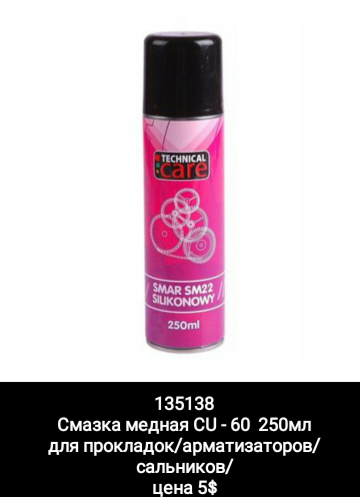 TECHNICAL
care
SMAR SM22
SILIKONOWY
250ml
135138
Смазка медная CU - 60 250мл
для прокладок/арматизаторов/
сальников/
цена 5$